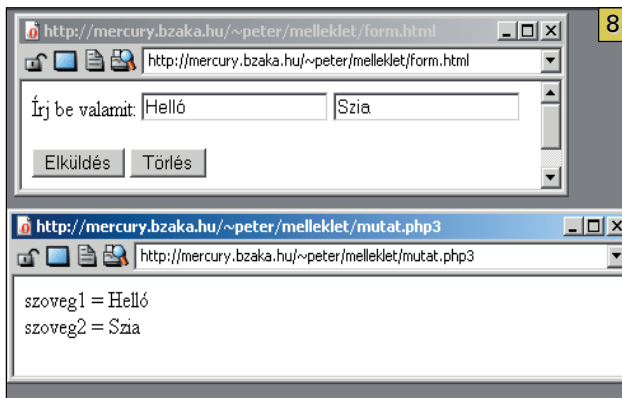 http://mercury.bzaka.hu/~peter/melleklet/form.html
8
http://mercury.bzaka.hu/~peter/melleklet/form.html
Írj be valamit: Helló Szia
Elküldés Törlés
http://mercury.bzaka.hu/~peter/melleklet/mutat.php3
http://mercury.bzaka.hu/~peter/melleklet/mutat.php3
szoveg1 = Helló
szoveg2 = Szia